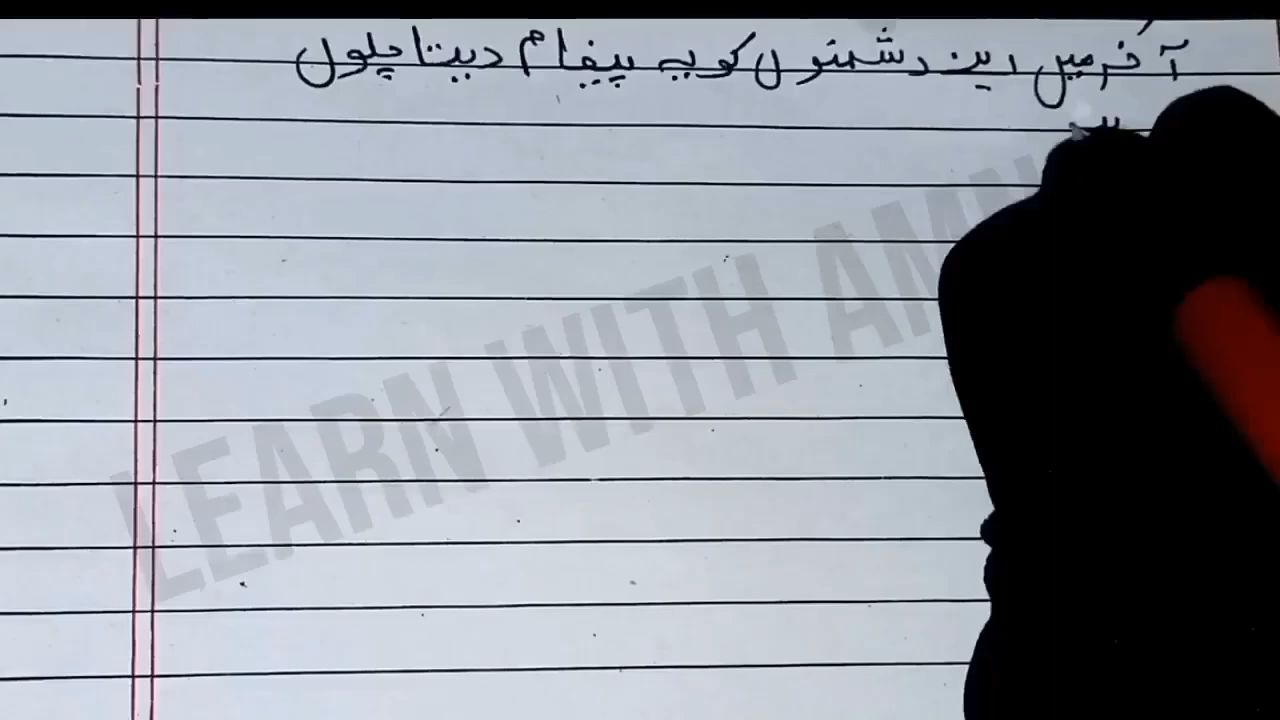 آخر میں اپنے دشمنوں کو یہ پیغام دیتا چلوں
LEARN WITH AM